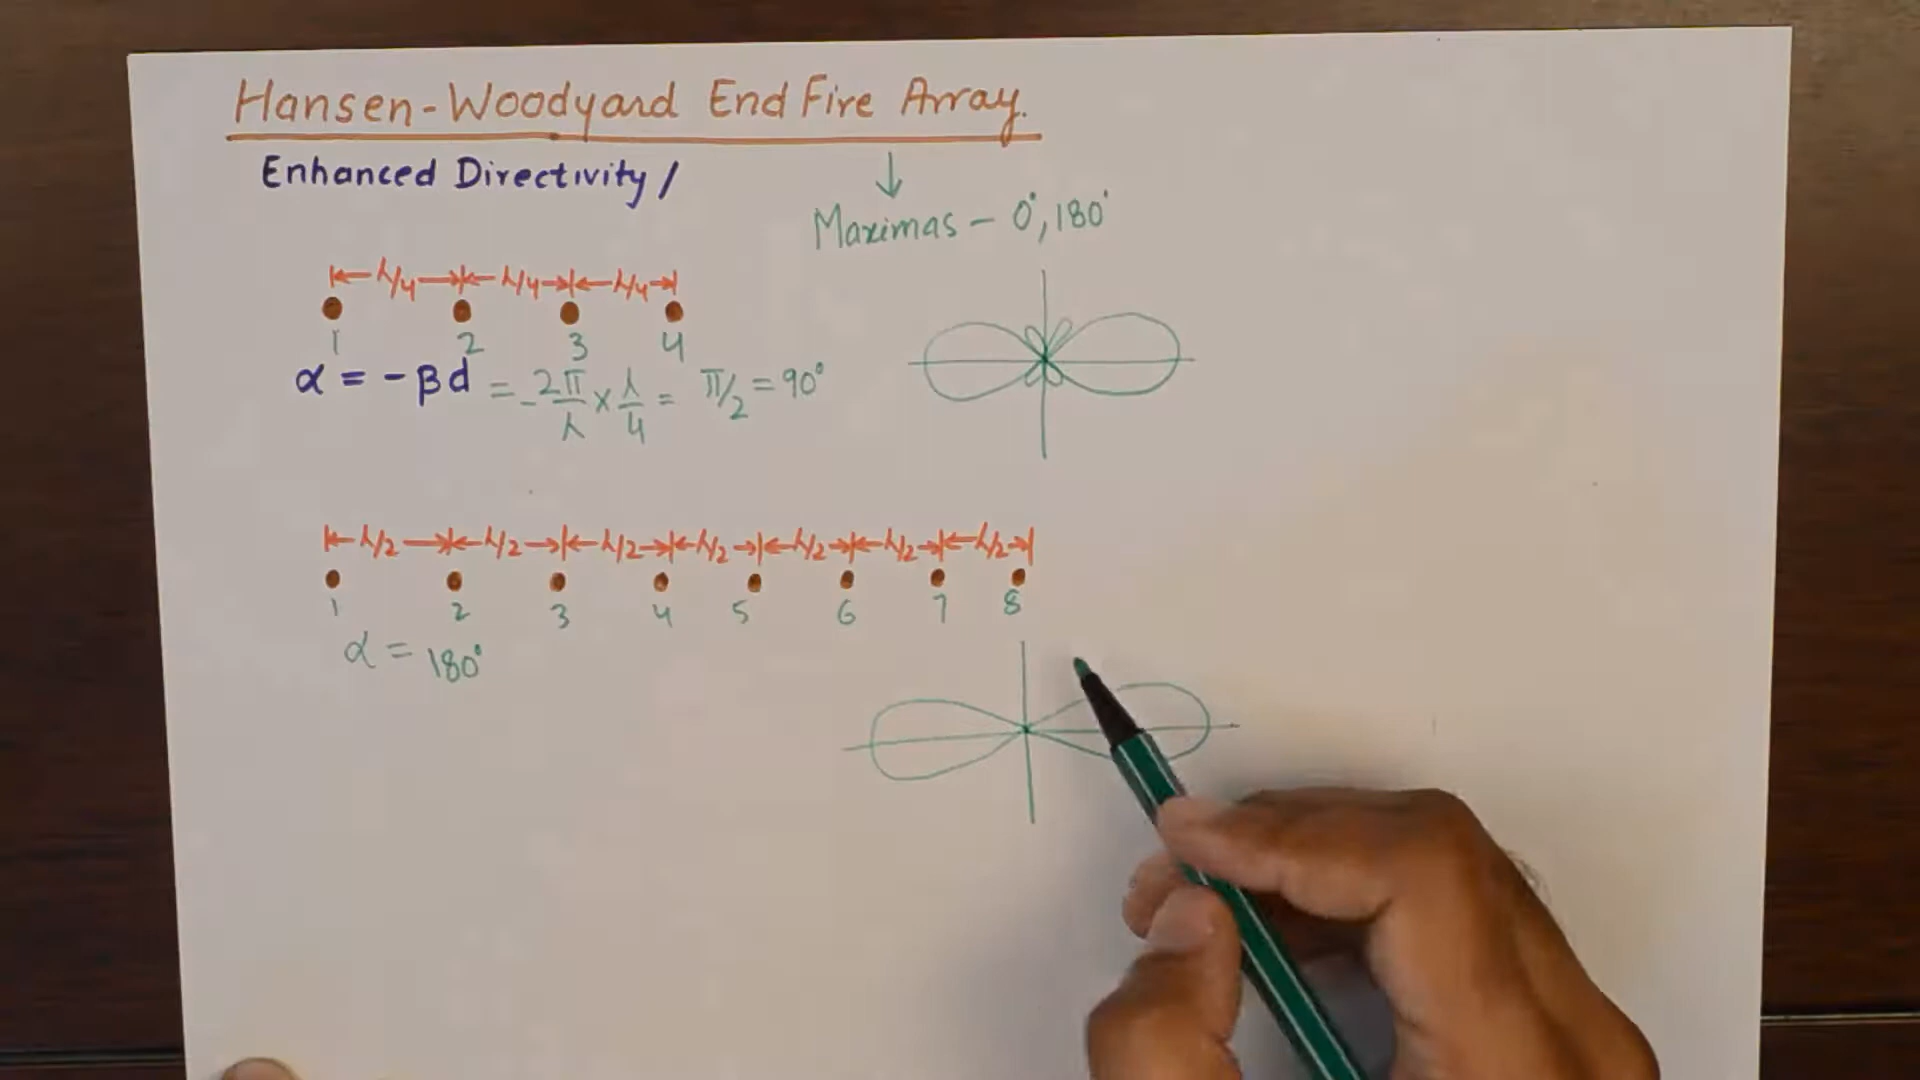 Hansen-Woodyard End Fire Array.
Enhanced Directivity /
Maximas - 0°, 180°
λ/4 λ/4 λ/4
1 2 3 4
α = -βd = -2π/λ × λ/4 = π/2 = 90°
λ/2 λ/2 λ/2 λ/2 λ/2 λ/2 λ/2
1 2 3 4 5 6 7 8
α = 180°